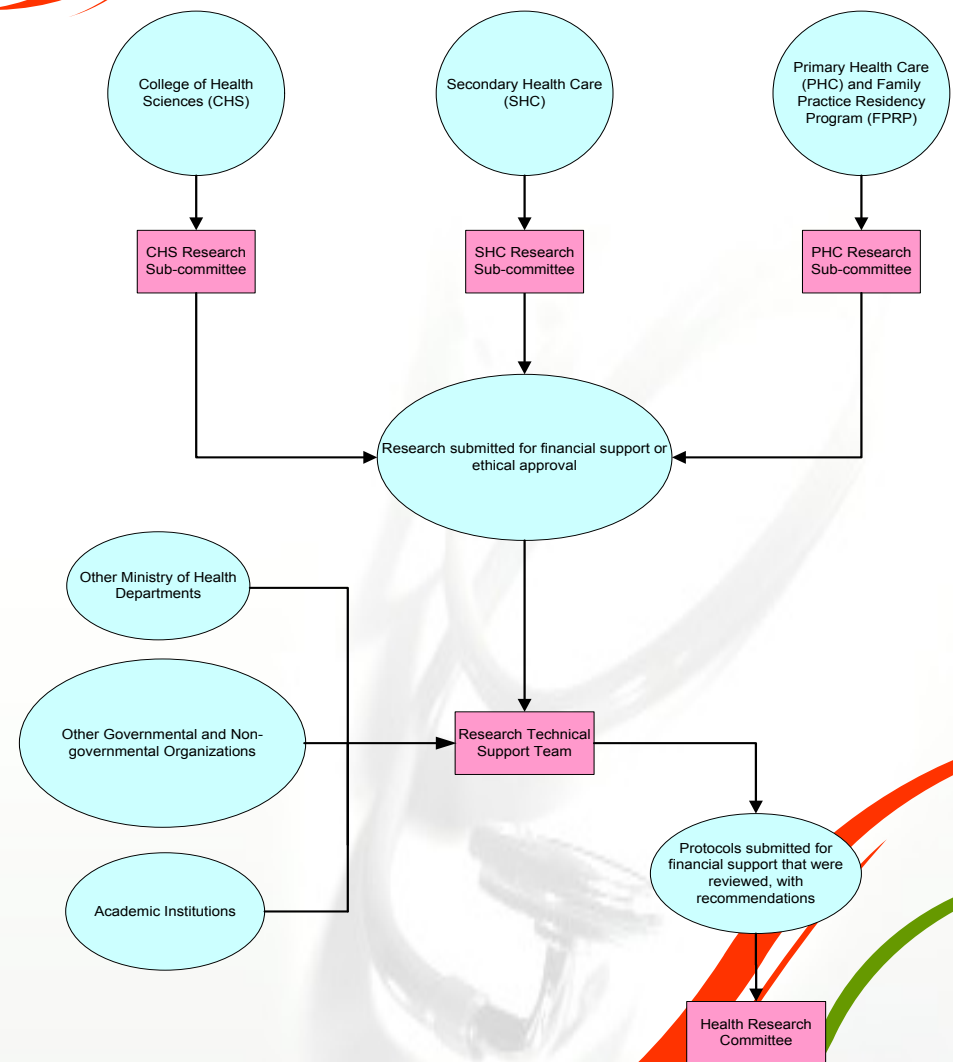 College of Health
Sciences (CHS)
Secondary Health Care
(SHC)
Primary Health Care
(PHC) and Family
Practice Residency
Program (FPRP)
CHS Research
Sub-committee
SHC Research
Sub-committee
PHC Research
Sub-committee
Research submitted for financial support or
ethical approval
Other Ministry of Health
Departments
Other Governmental and Non-
governmental Organizations
Research Technical
Support Team
Academic Institutions
Protocols submitted for
financial support that were
reviewed, with
recommendations
Health Research
Committee